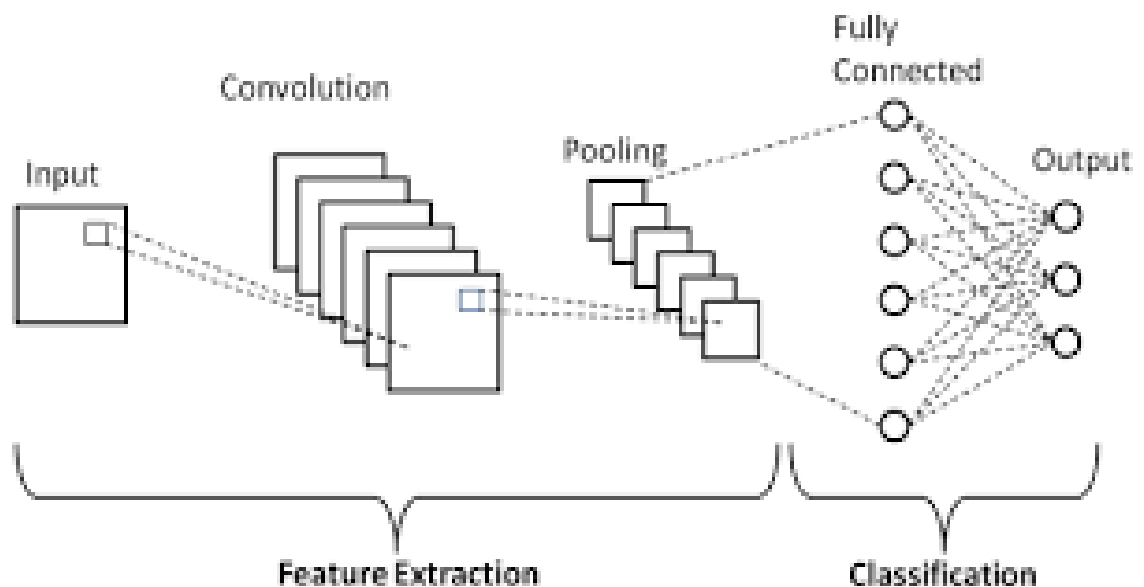 Input
Convolution
Pooling
Fully
Connected
Output
Feature Extraction
Classification